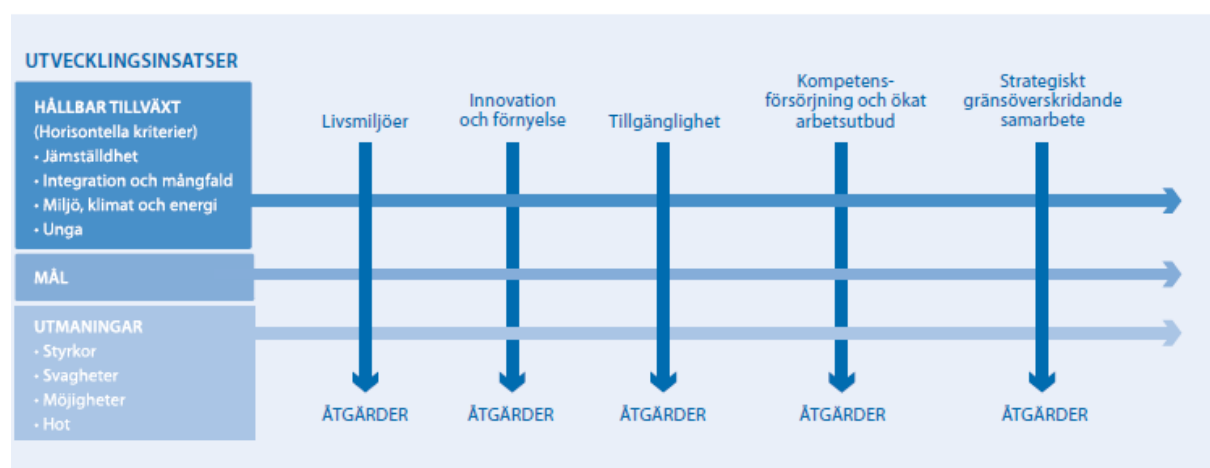 UTVECKLINGSINSATSER
HÅLLBAR TILLVÄXT
(Horisontella kriterier)
• Jämställdhet
• Integration och mångfald
• Miljö, klimat och energi
• Unga
MÅL
UTMANINGAR
• Styrkor
• Svagheter
• Möjigheter
• Hot
Livsmiljöer
Innovation
och förnyelse
Tillgänglighet
Kompetens-
försörjning och ökat
arbetsutbud
Strategiskt
gränsöverskridande
samarbete
ÅTGÄRDER
ÅTGÄRDER
ÅTGÄRDER
ÅTGÄRDER
ÅTGÄRDER